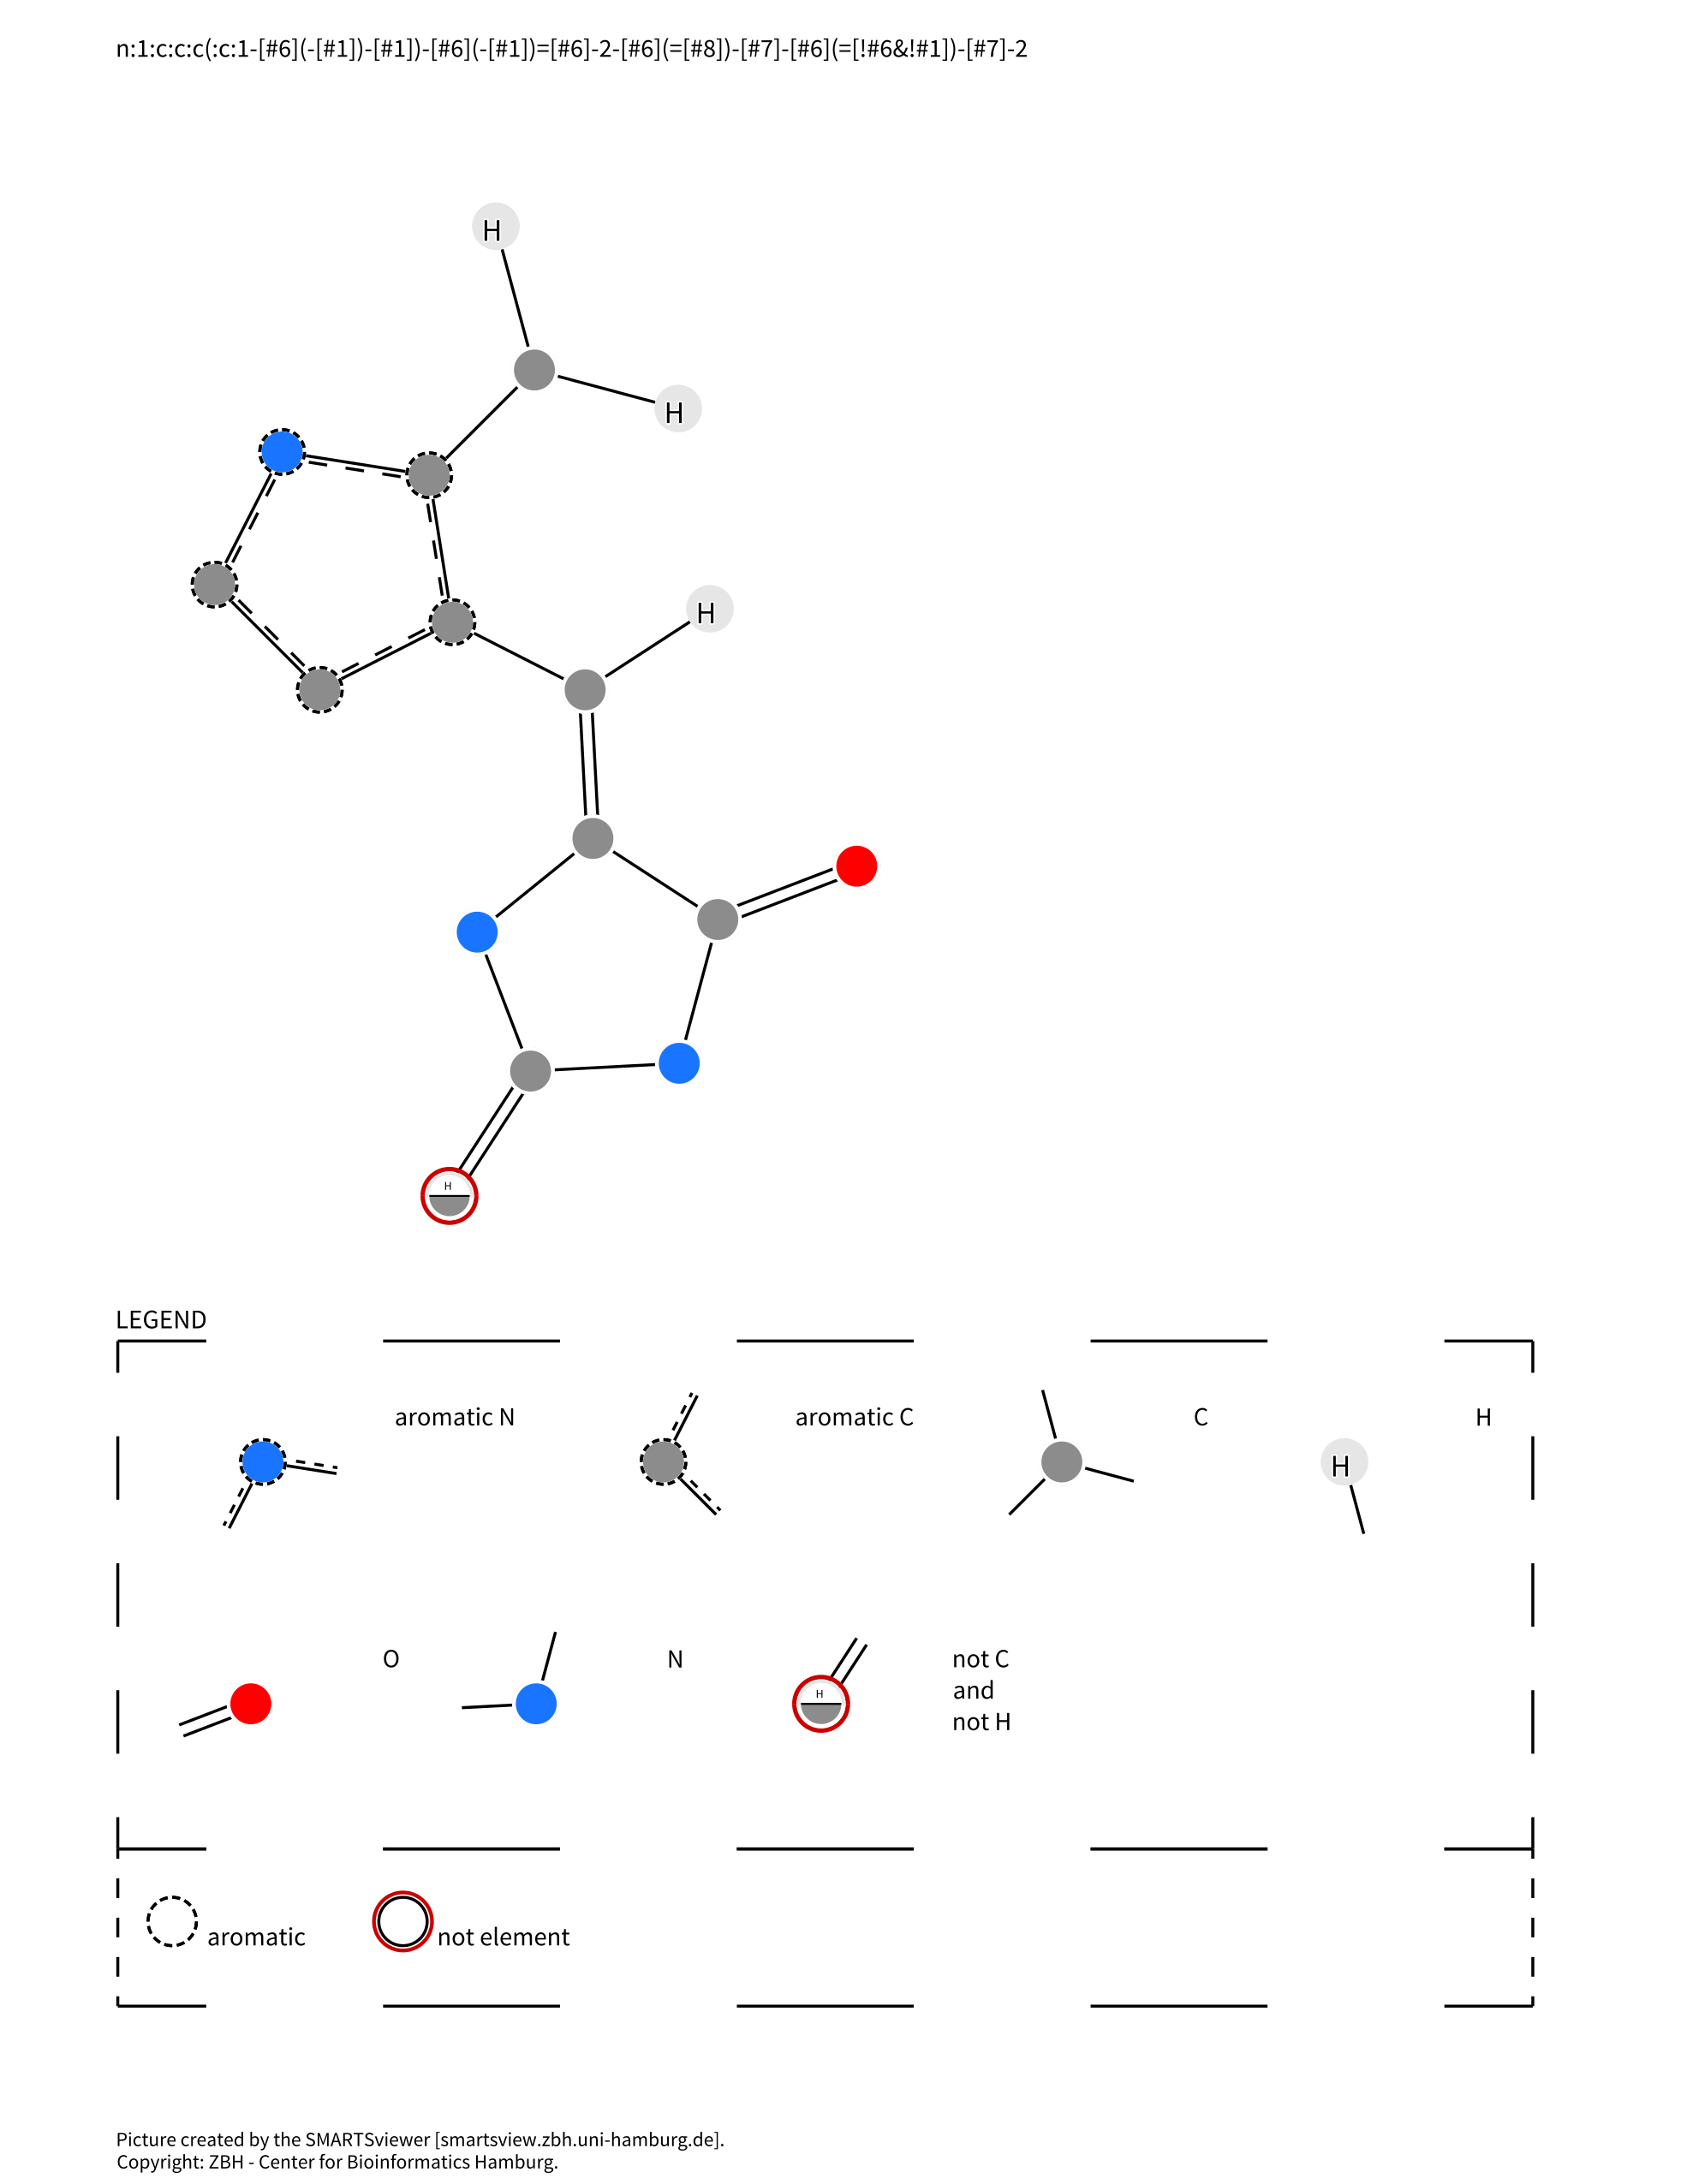 n:1:c:c:c(:c:1-[#6](-[#1])-[#1])-[#6](-[#1])=[#6]-2-[#6](=[#8])-[#7]-[#6](=[!#6&!#1])-[#7]-2
H
H
H
H
LEGEND
aromatic N
aromatic C
C
H
H
O
N
H
not C
and
not H
aromatic
not element
Picture created by the SMARTSviewer [smartsview.zbh.uni-hamburg.de].
Copyright: ZBH - Center for Bioinformatics Hamburg.